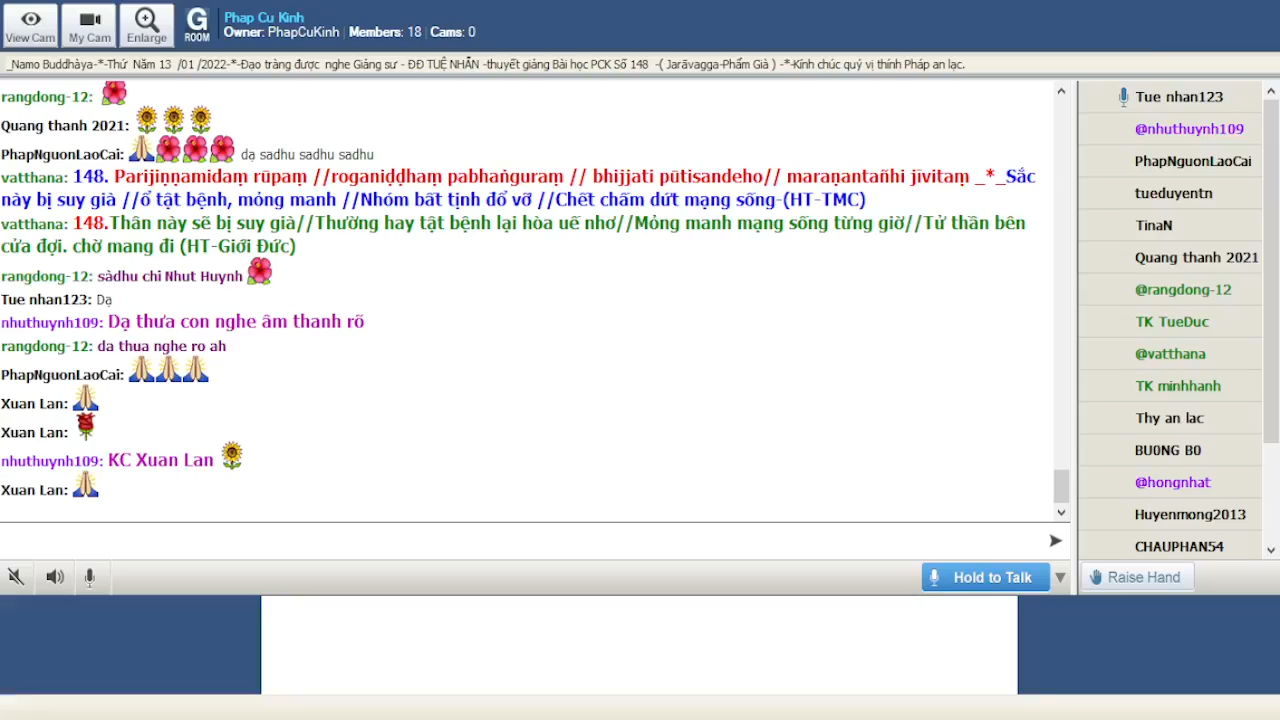 View Cam
My Cam
Enlarge
G
ROOM
Phap Cu Kinh
Owner: PhapCuKinh | Members: 18 | Cams: 0
_Namo Buddhàya-*-Thứ Năm 13 /01 /2022-*-Đạo tràng được nghe Giảng sư - ĐĐ TUỆ NHẪN -thuyết giảng Bài học PCK Số 148 -( Jarāvagga-Phẩm Già ) -*-Kính chúc quý vị thính Pháp an lạc.
rangdong-12:
Quang thanh 2021:
PhapNguonLaoCai: dạ sadhu sadhu sadhu
vatthana: 148. Parijiṇṇamidaṃ rūpaṃ //roganiḍḍhaṃ pabhaṅguraṃ // bhijjati pūtisandeho// maraṇantañhi jīvitaṃ _*_Sắc
này bị suy già //ổ tật bệnh, mỏng manh //Nhóm bất tịnh đổ vỡ //Chết chấm dứt mạng sống-(HT-TMC)
vatthana: 148.Thân này sẽ bị suy già//Thường hay tật bệnh lại hòa uế nhơ//Mỏng manh mạng sống từng giờ//Tử thần bên
cửa đợi. chờ mang đi (HT-Giới Đức)
rangdong-12: sàdhu chi Nhut Huynh
Tue nhan123: Dạ
nhuthuynh109: Dạ thưa con nghe âm thanh rõ
rangdong-12: da thua nghe ro ah
PhapNguonLaoCai:
Xuan Lan:
Xuan Lan:
nhuthuynh109: KC Xuan Lan
Xuan Lan:
Tue nhan123
@nhuthuynh109
PhapNguonLaoCai
tueduyentn
TinaN
Quang thanh 2021
@rangdong-12
TK TueDuc
@vatthana
TK minhhanh
Thy an lac
BU0NG B0
@hongnhat
Huyenmong2013
CHAUPHAN54
Hold to Talk
Raise Hand